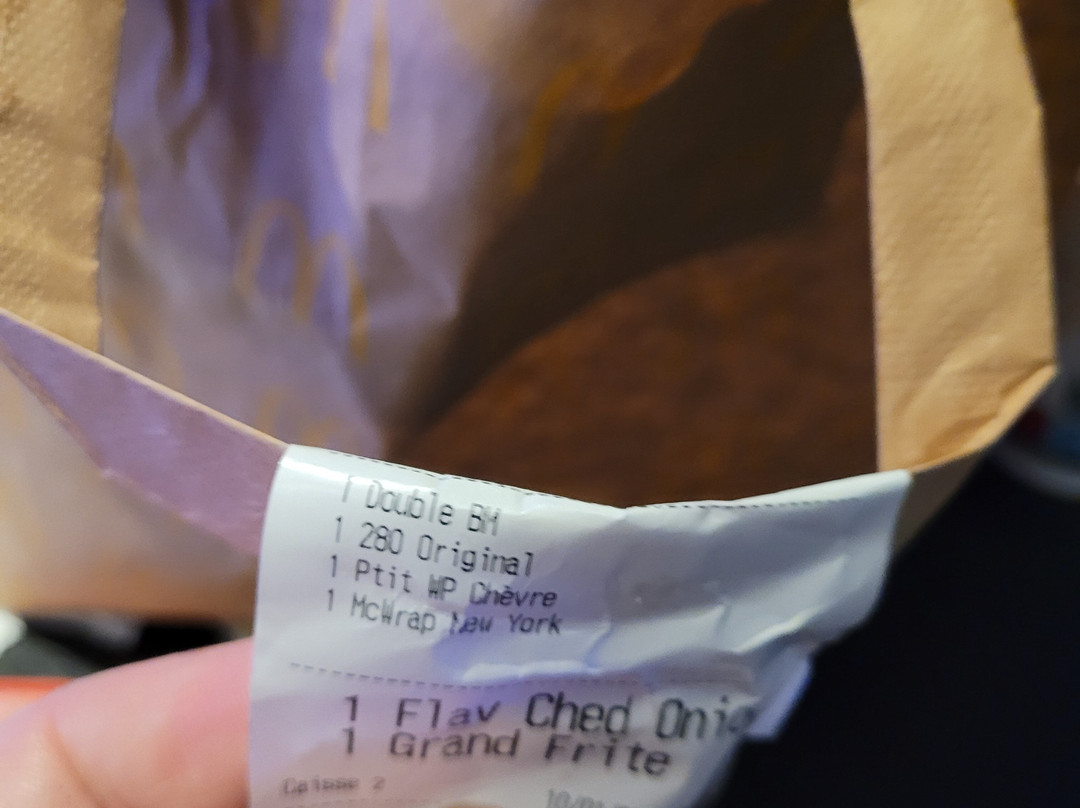 1 Double BM
1 280 Original
1 Ptit WP Chèvre
1 McWrap New York
1 Flav Ched
1 Grand Frite
Caisse 2